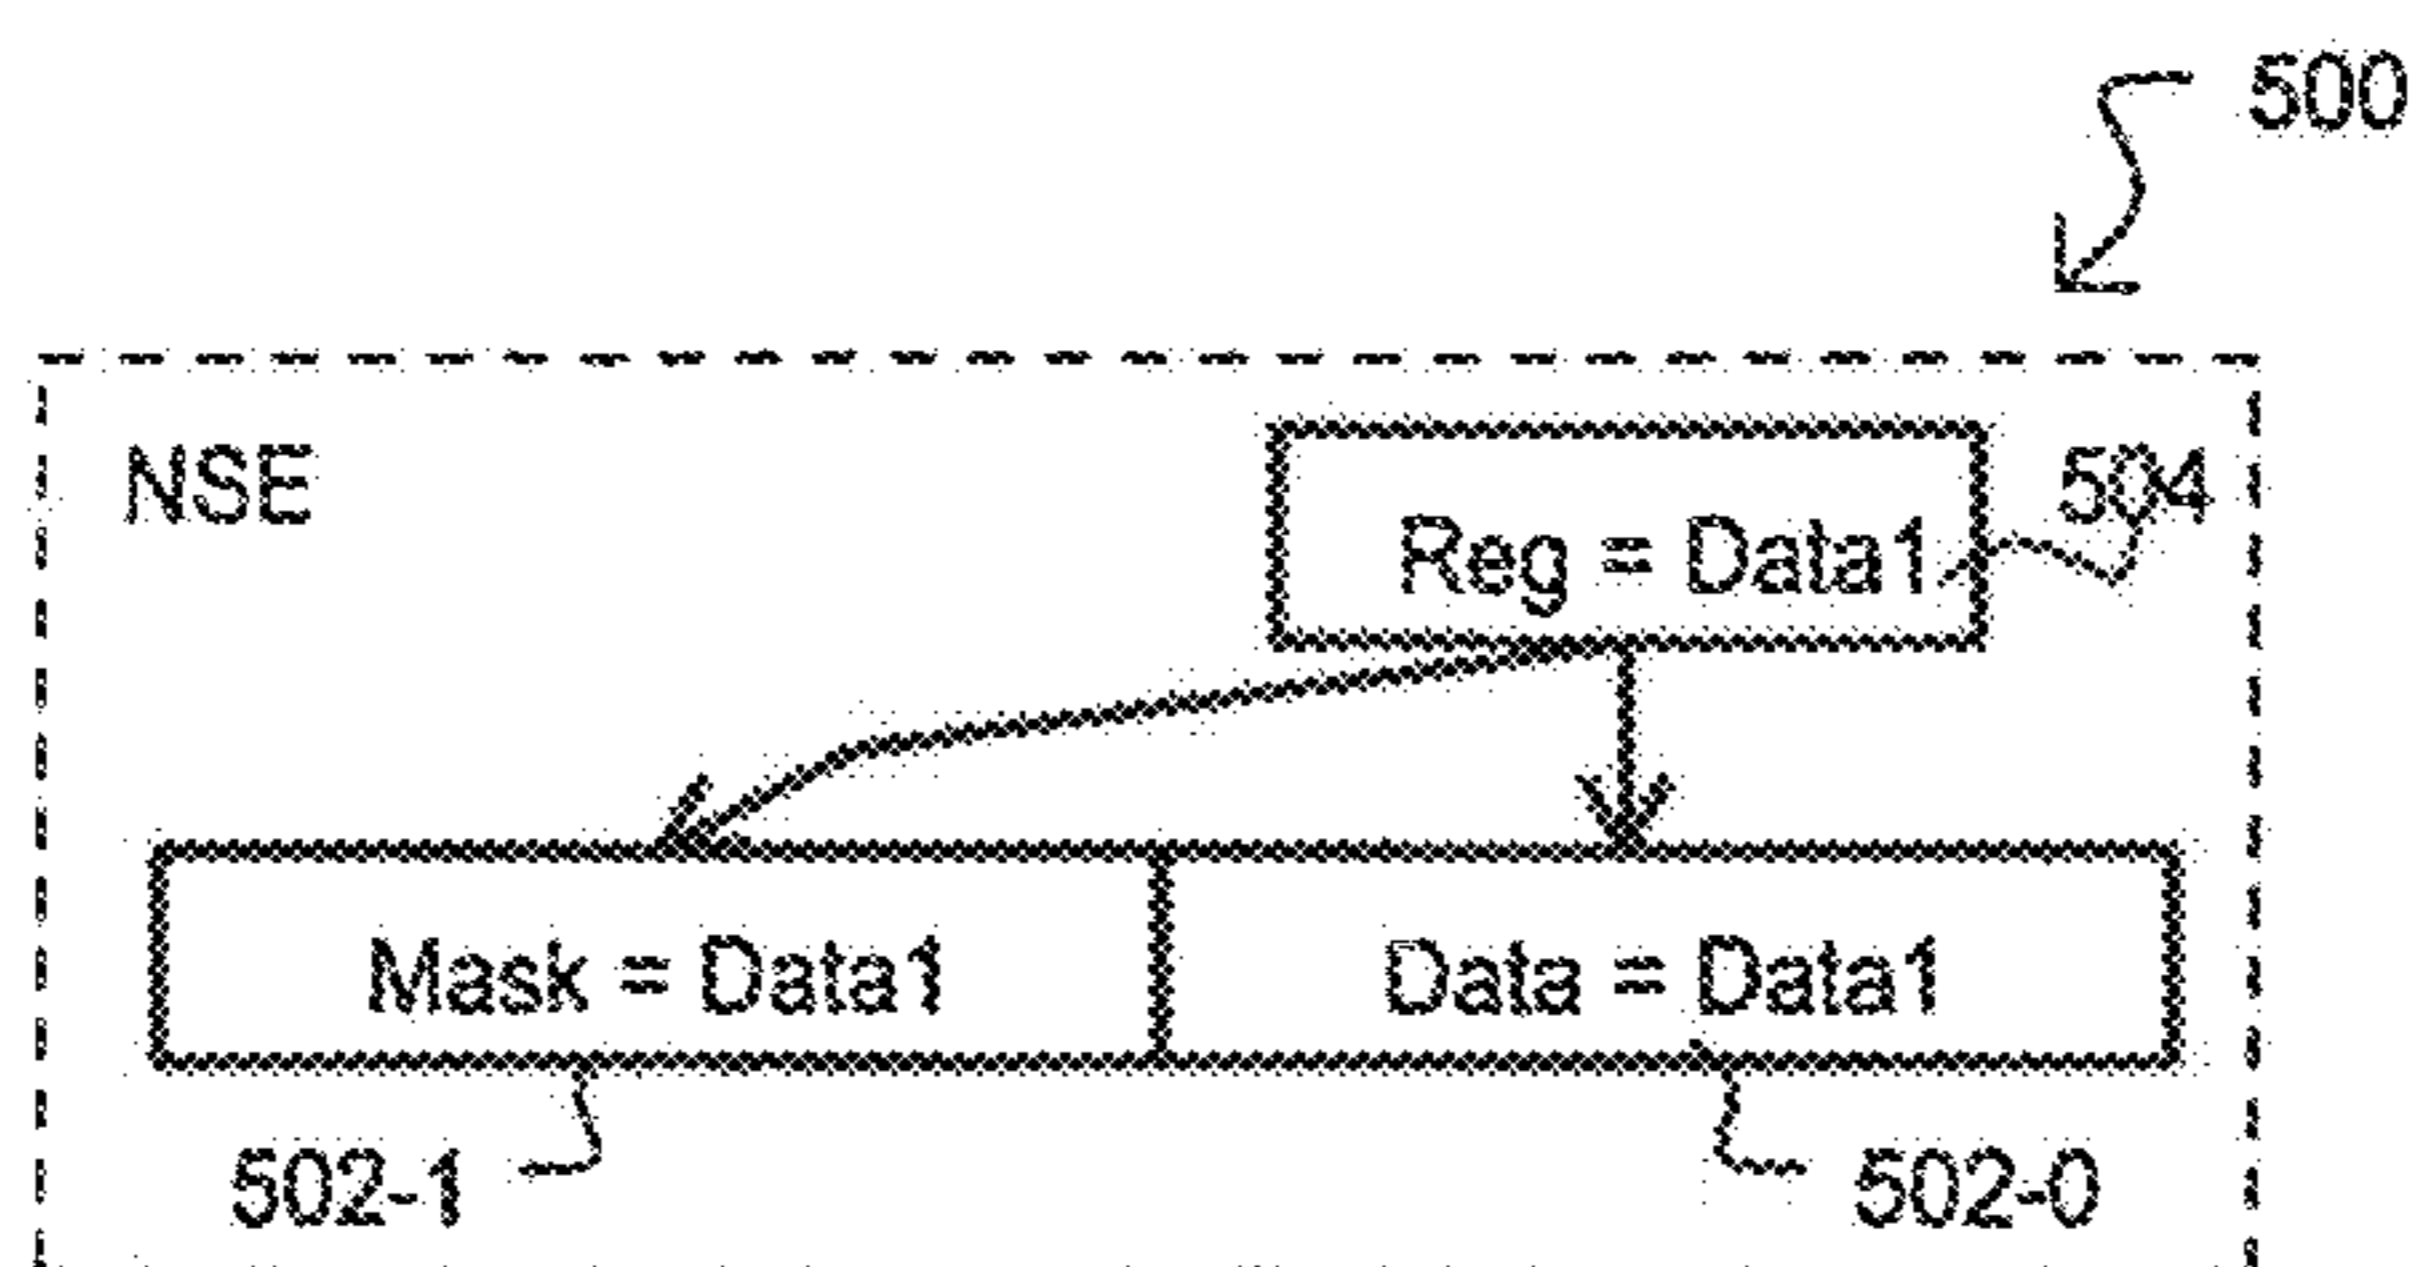 500
NSE
504
Reg = Data1
Mask = Data1
Data = Data1
502-1
502-0